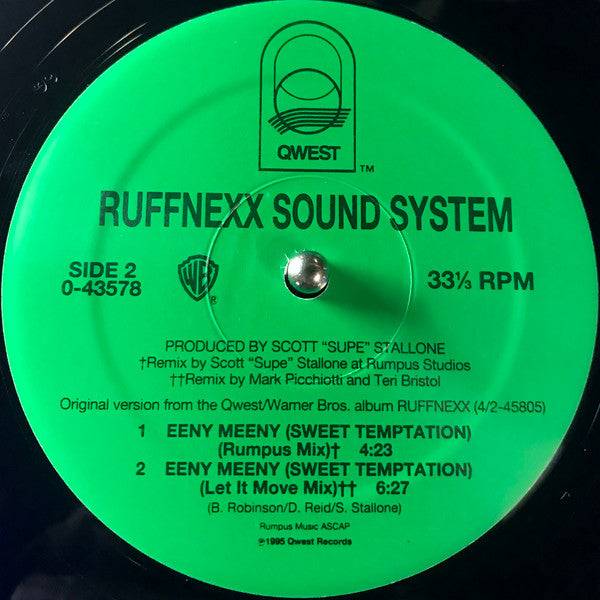 QWEST
™
RUFFNEXX SOUND SYSTEM
SIDE 2
0-43578
WB
®
33⅓ RPM
PRODUCED BY SCOTT "SUPE" STALLONE
†Remix by Scott "Supe" Stallone at Rumpus Studios
††Remix by Mark Picchiotti and Teri Bristol
Original version from the Qwest/Warner Bros. album RUFFNEXX (4/2-45805)
1 EENY MEENY (SWEET TEMPTATION)
(Rumpus Mix)† 4:23
2 EENY MEENY (SWEET TEMPTATION)
(Let It Move Mix)†† 6:27
(B. Robinson/D. Reid/S. Stallone)
Rumpus Music ASCAP
℗1995 Qwest Records